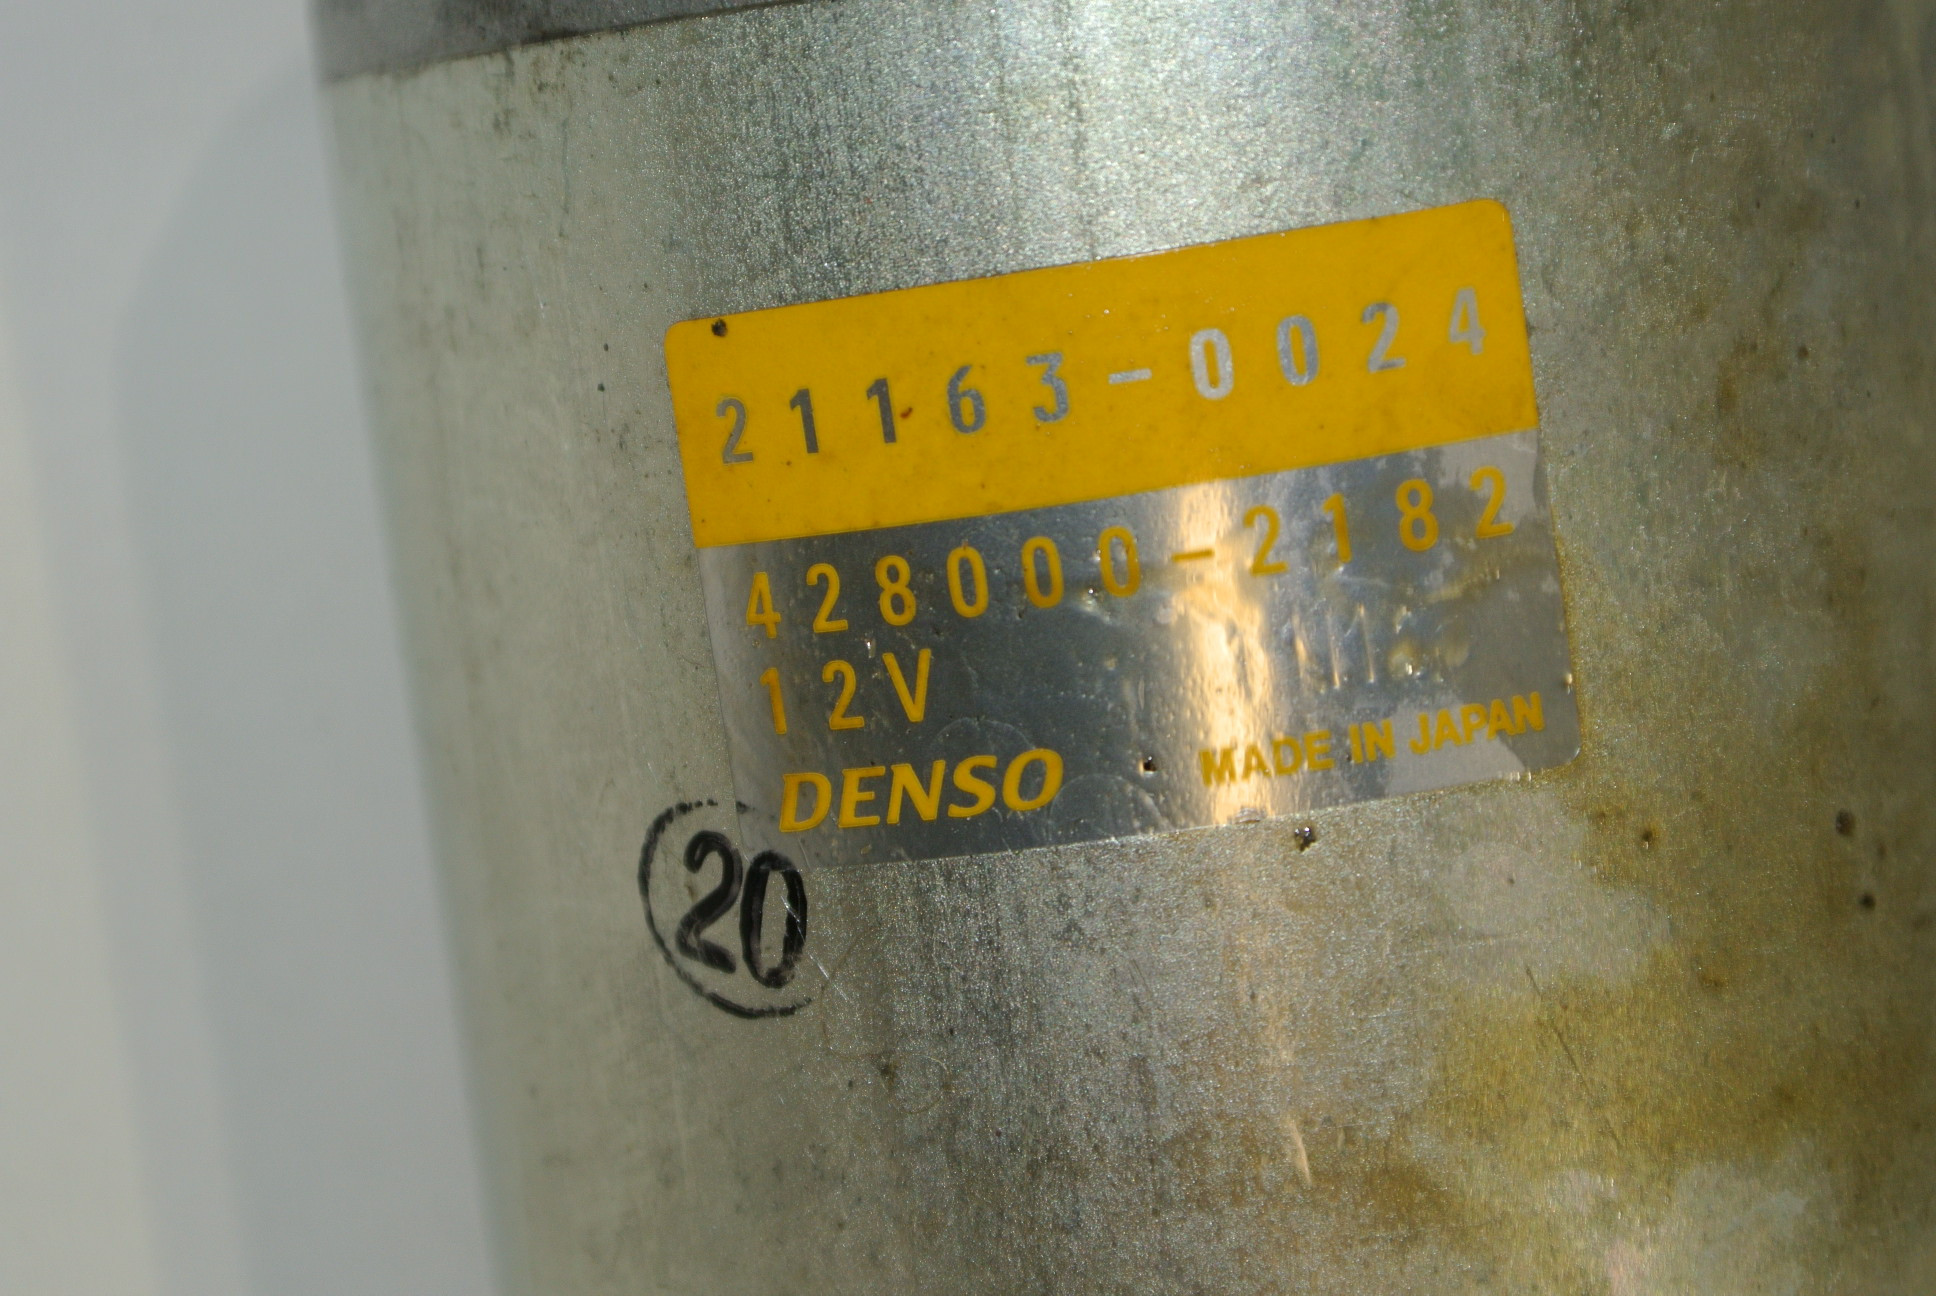 21163-0024
428000-2182
12V
DENSO
MADE IN JAPAN
20